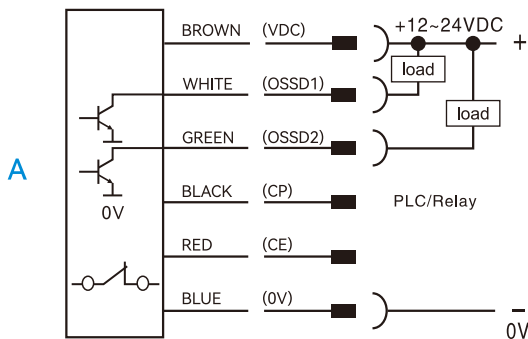 BROWN (VDC) +12~24VDC +
load
WHITE (OSSD1)
load
GREEN (OSSD2)
A
BLACK (CP) PLC/Relay
0V
RED (CE)
BLUE (0V) −
0V